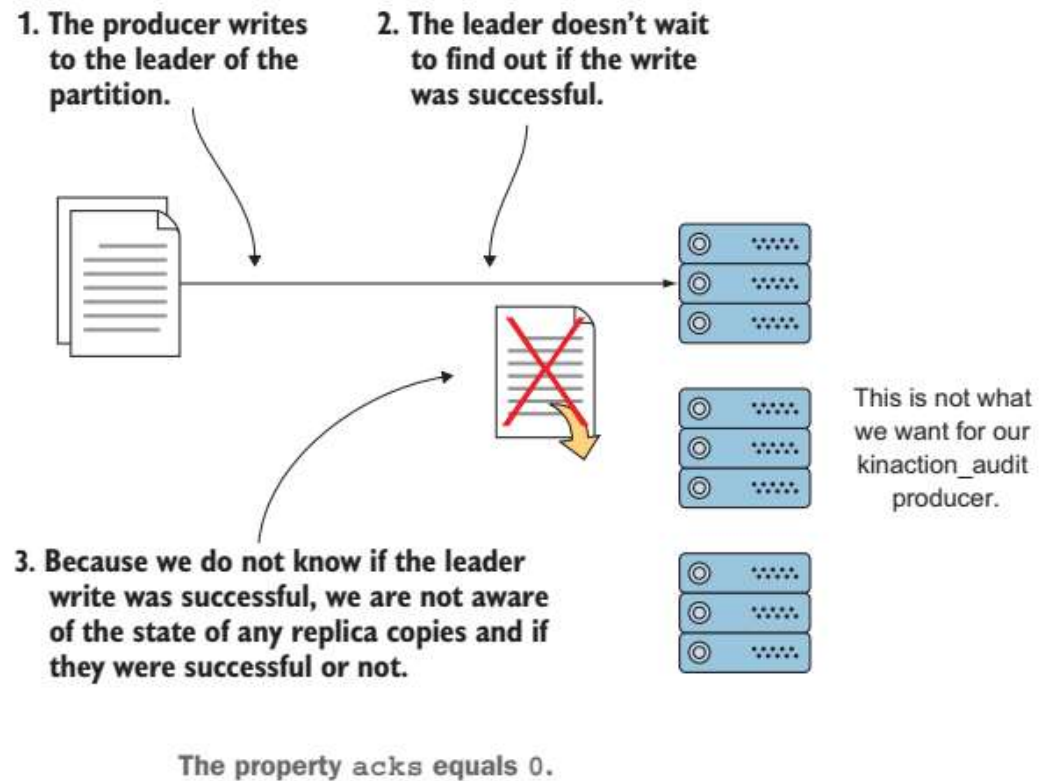 1. The producer writes
to the leader of the
partition.
2. The leader doesn't wait
to find out if the write
was successful.
This is not what
we want for our
kinaction_audit
producer.
3. Because we do not know if the leader
write was successful, we are not aware
of the state of any replica copies and if
they were successful or not.
The property acks equals 0.